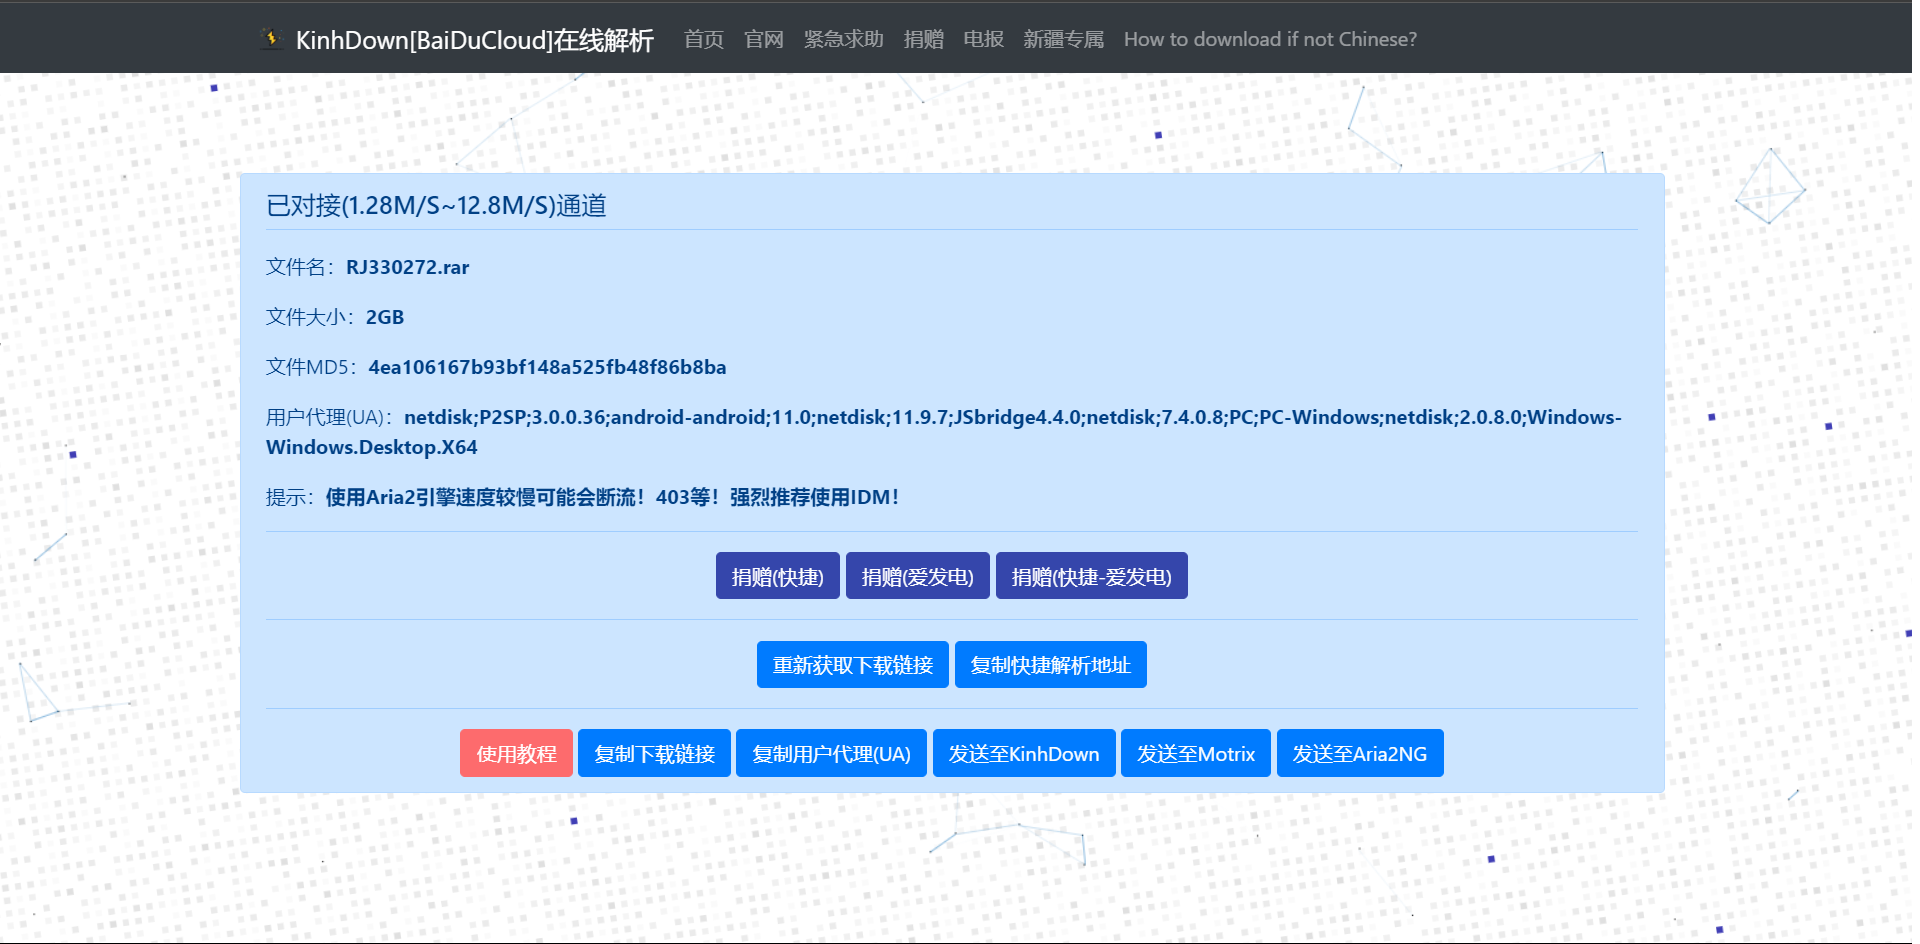 KinhDown[BaiDuCloud]在线解析 首页 官网 紧急求助 捐赠 电报 新疆专属 How to download if not Chinese?
已对接(1.28M/S~12.8M/S)通道
文件名：RJ330272.rar
文件大小：2GB
文件MD5：4ea106167b93bf148a525fb48f86b8ba
用户代理(UA)：netdisk;P2SP;3.0.0.36;android-android;11.0;netdisk;11.9.7;JSbridge4.4.0;netdisk;7.4.0.8;PC;PC-Windows;netdisk;2.0.8.0;Windows-
Windows.Desktop.X64
提示：使用Aria2引擎速度较慢可能会断流！403等！强烈推荐使用IDM！
捐赠(快捷) 捐赠(爱发电) 捐赠(快捷-爱发电)
重新获取下载链接 复制快捷解析地址
使用教程 复制下载链接 复制用户代理(UA) 发送至KinhDown 发送至Motrix 发送至Aria2NG